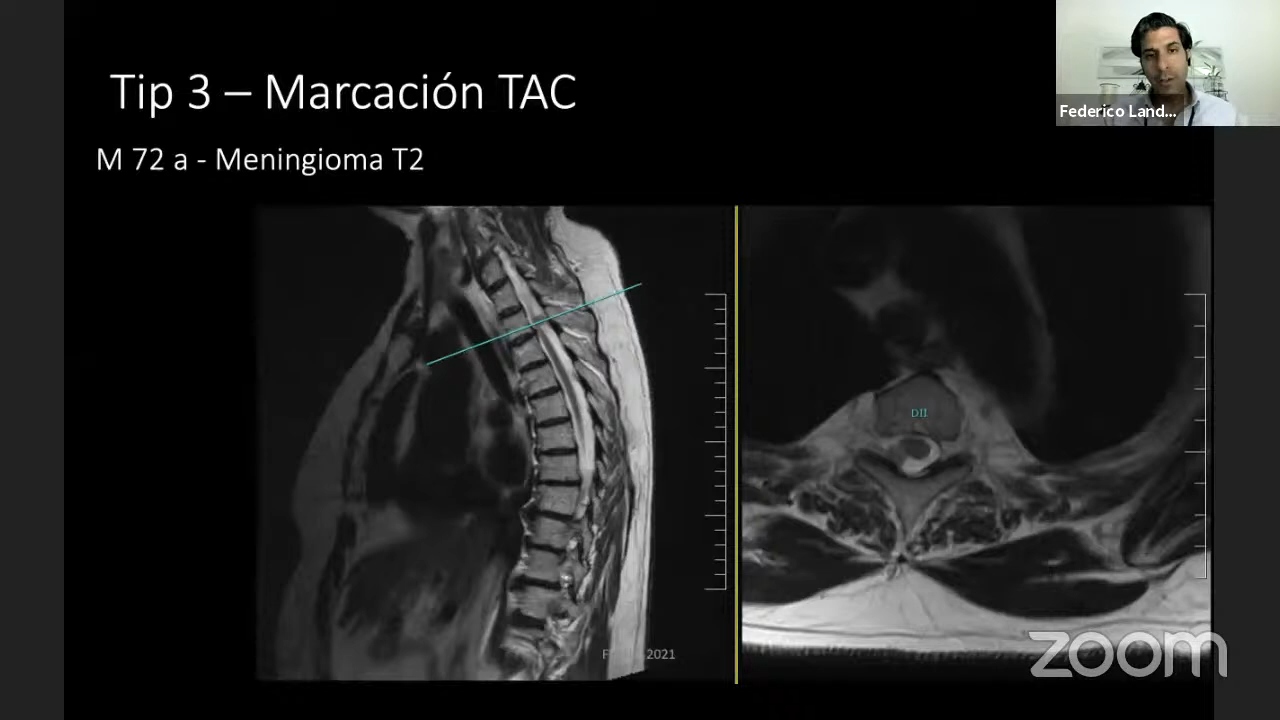 Tip 3 – Marcación TAC
Federico Land...
M 72 a - Meningioma T2
DII
2021
zoom